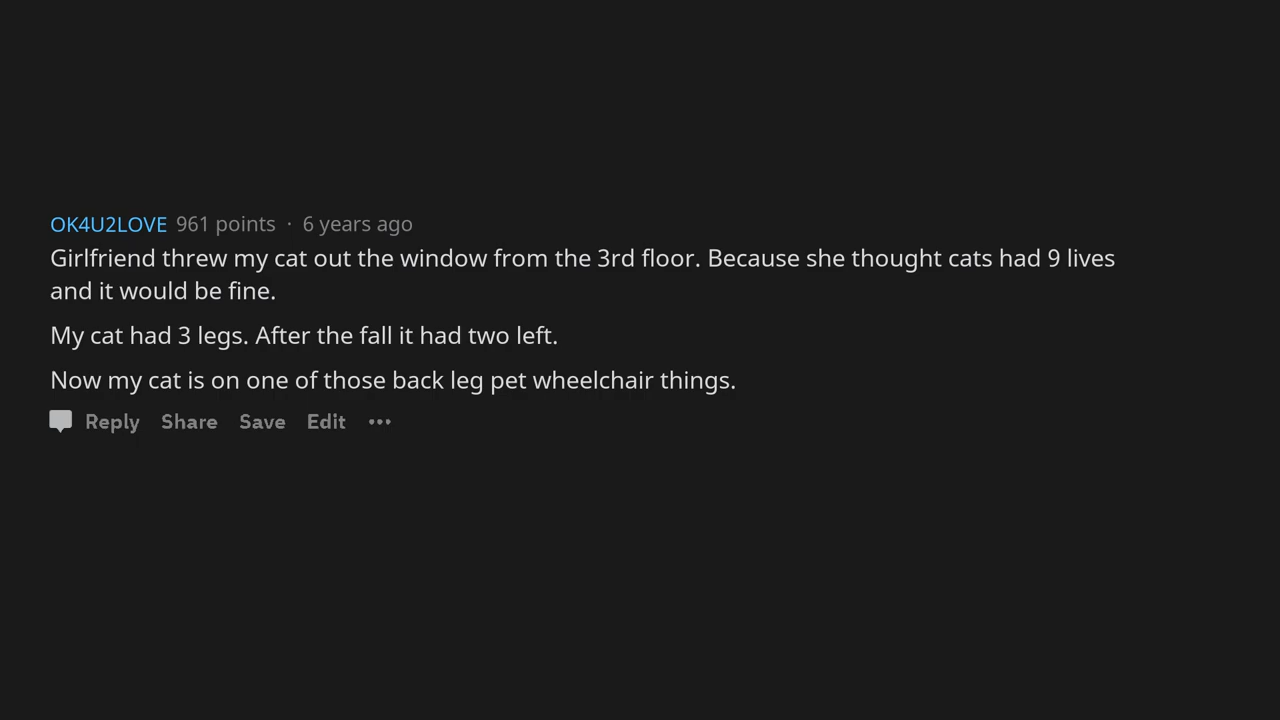 OK4U2LOVE 961 points · 6 years ago
Girlfriend threw my cat out the window from the 3rd floor. Because she thought cats had 9 lives
and it would be fine.
My cat had 3 legs. After the fall it had two left.
Now my cat is on one of those back leg pet wheelchair things.
Reply Share Save Edit •••